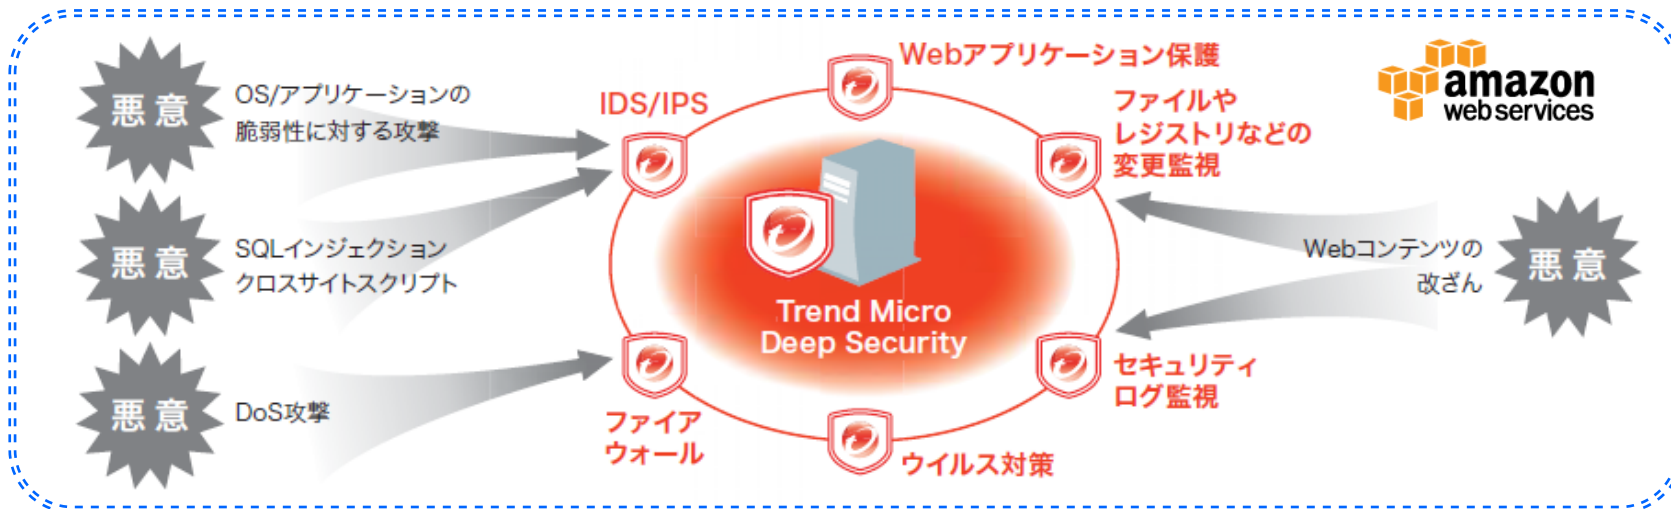 悪意
OS/アプリケーションの
脆弱性に対する攻撃
悪意
SQLインジェクション
クロスサイトスクリプト
悪意
DoS攻撃
IDS/IPS
Webアプリケーション保護
ファイルや
レジストリなどの
変更監視
Trend Micro
Deep Security
ファイア
ウォール
ウイルス対策
セキュリティ
ログ監視
amazon
web services
Webコンテンツの
改ざん
悪意